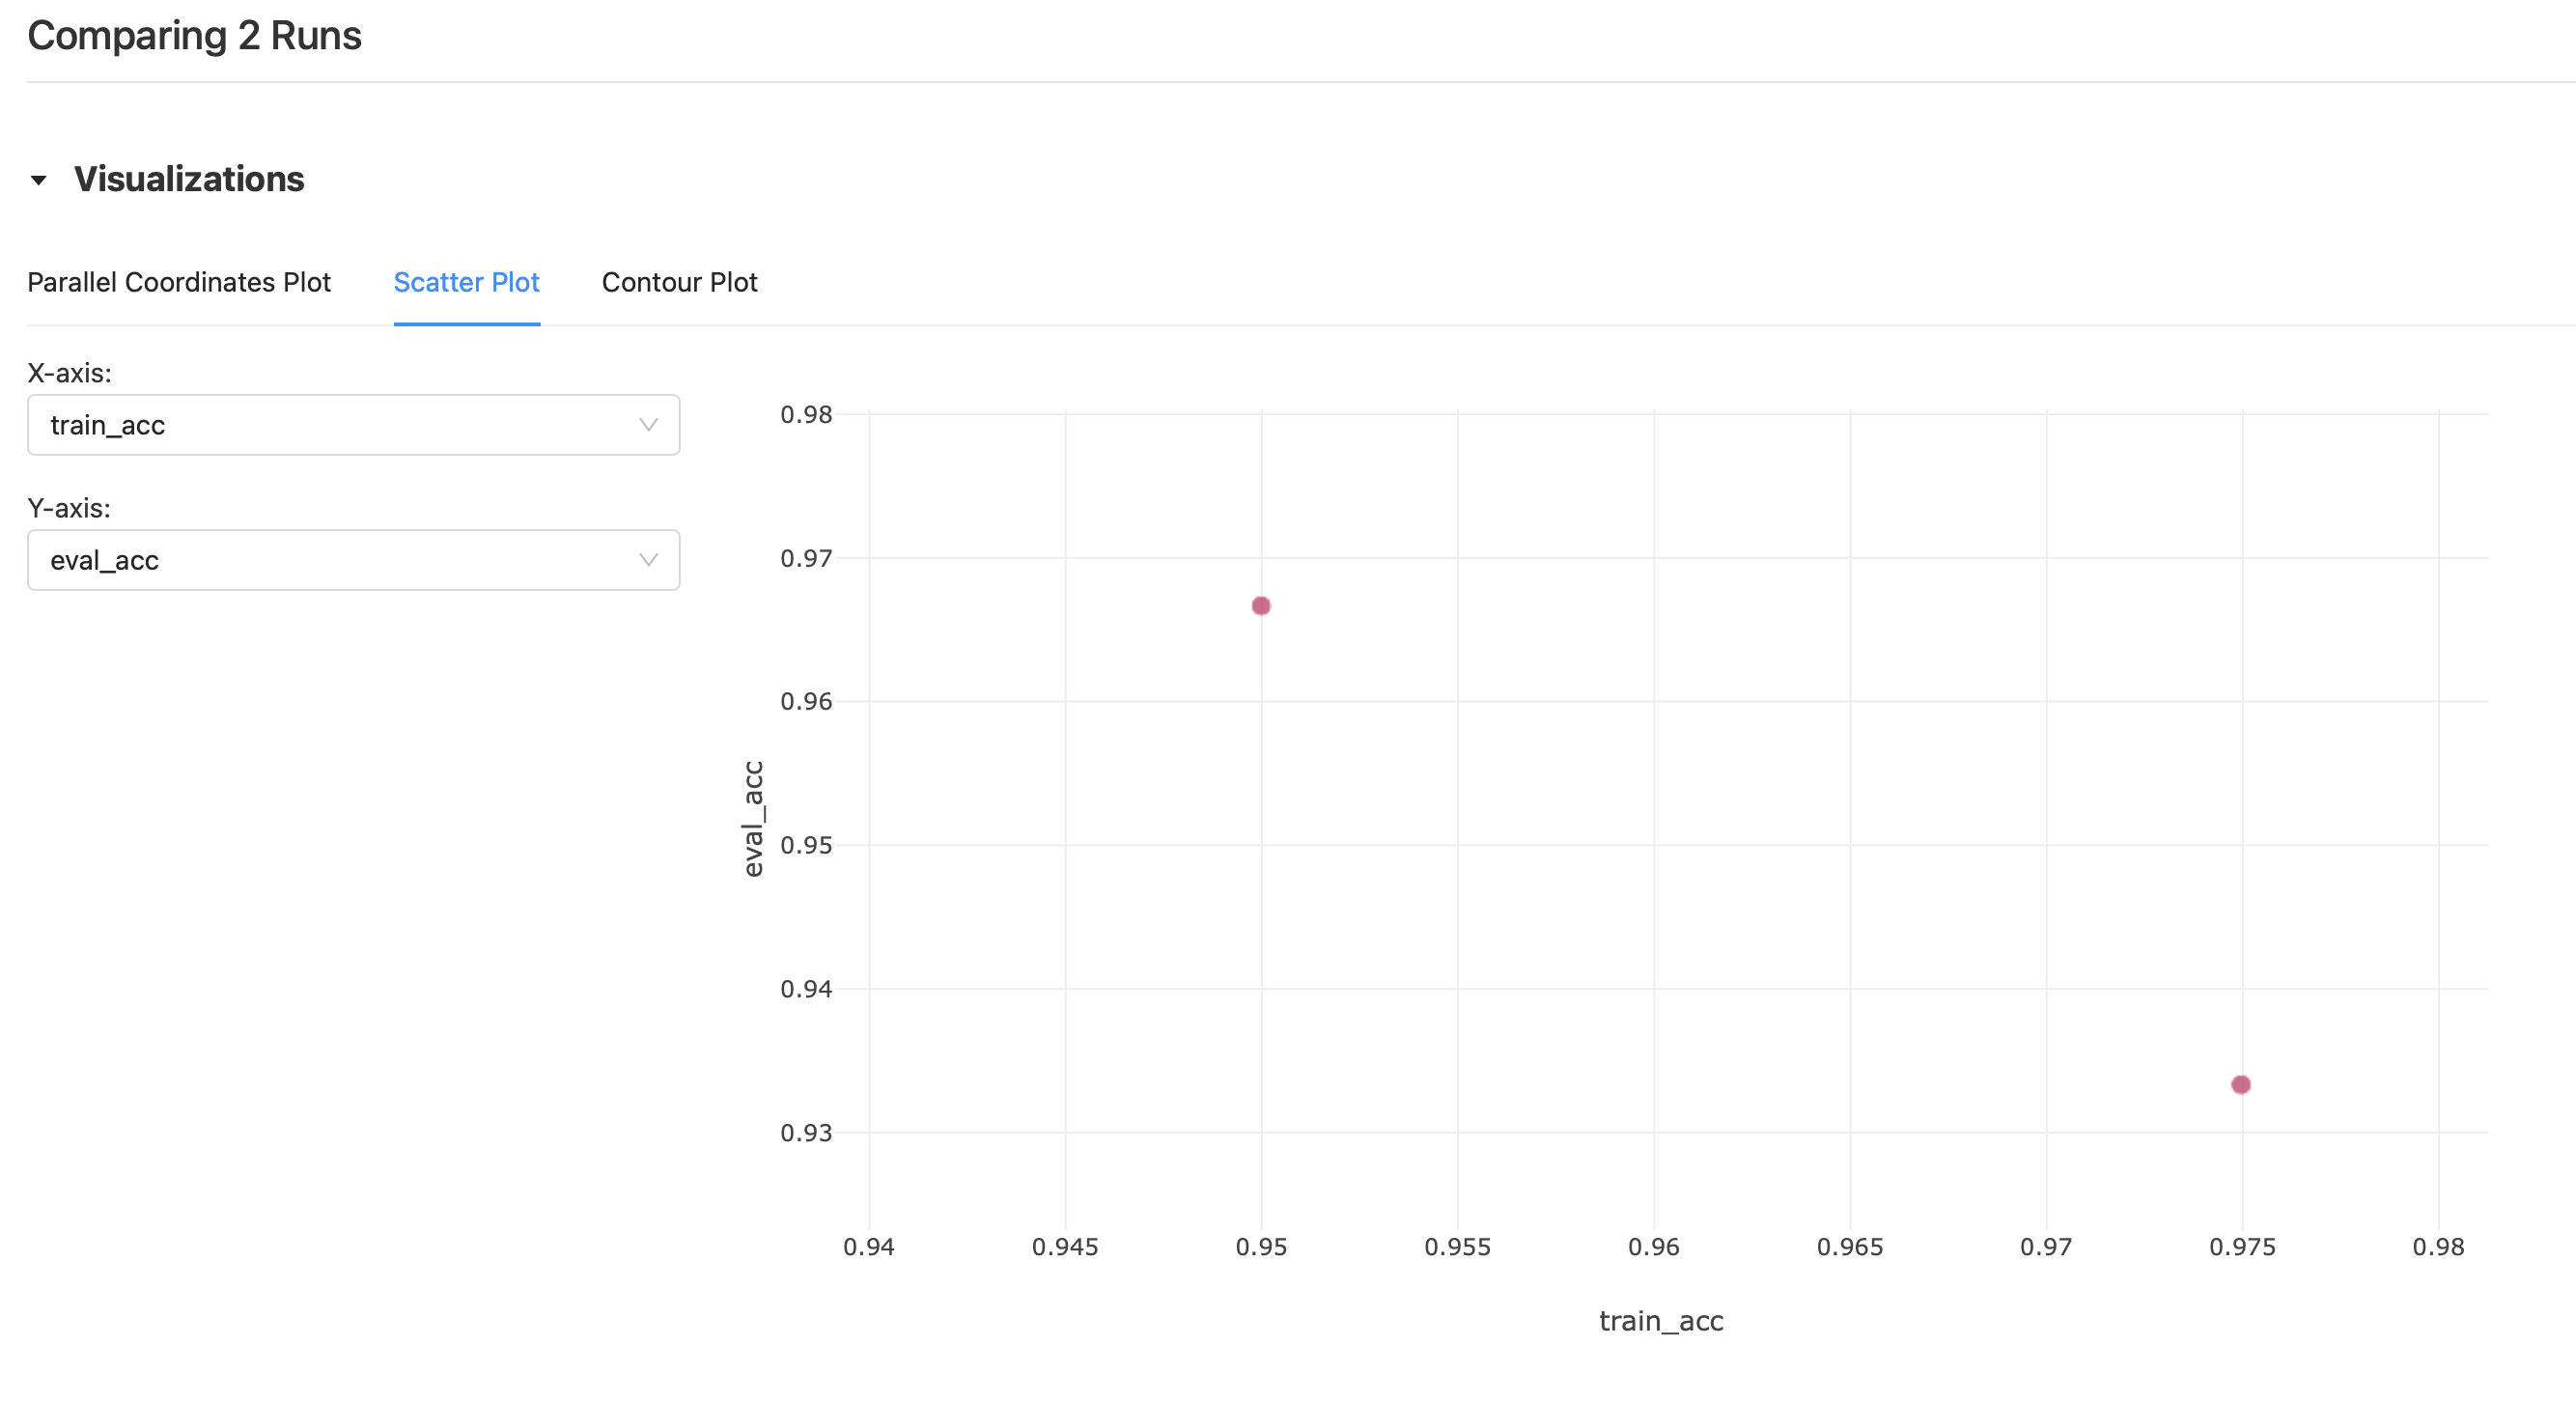 Comparing 2 Runs
Visualizations
Parallel Coordinates Plot
Scatter Plot
Contour Plot
X-axis:
train_acc
Y-axis:
eval_acc
0.98
0.97
0.96
0.95
0.94
0.93
eval_acc
0.94
0.945
0.95
0.955
0.96
0.965
0.97
0.975
0.98
train_acc